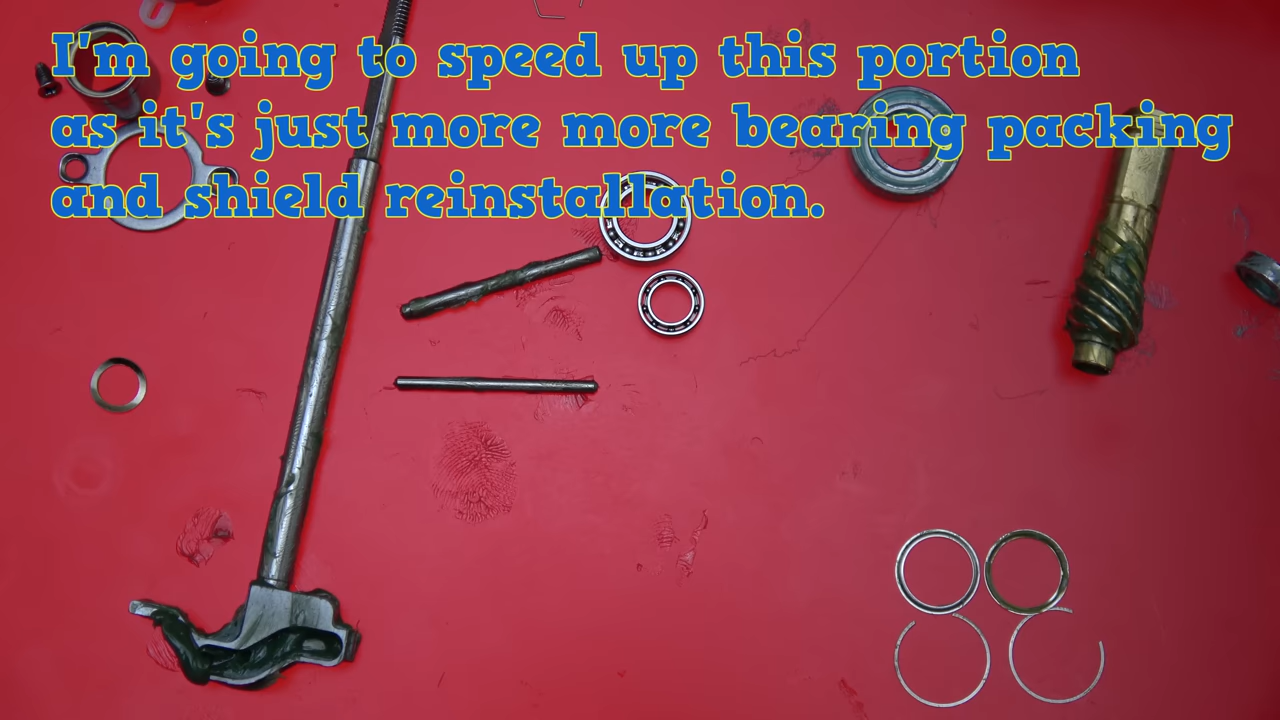 I'm going to speed up this portion
as it's just more more bearing packing
and shield reinstallation.